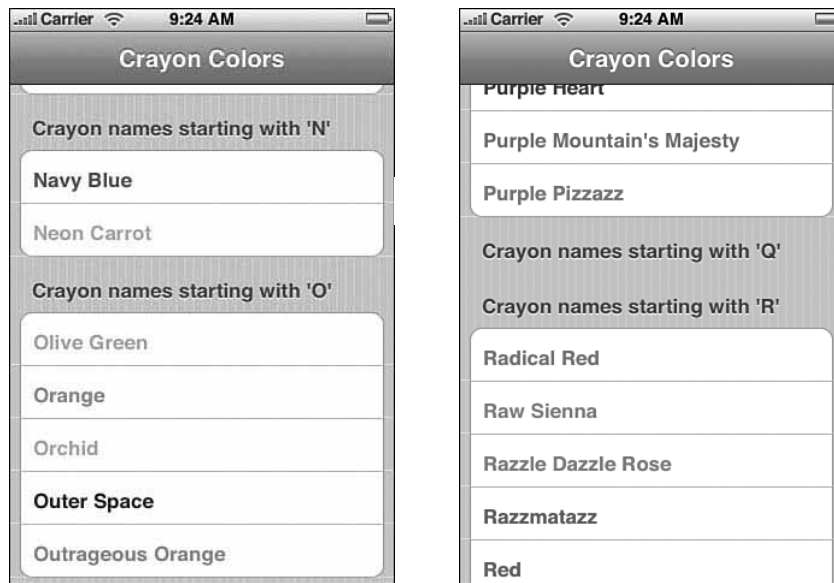 Carrier 9:24 AM
Crayon Colors
Crayon names starting with 'N'
Navy Blue
Neon Carrot
Crayon names starting with 'O'
Olive Green
Orange
Orchid
Outer Space
Outrageous Orange
Carrier 9:24 AM
Crayon Colors
Purple Heart
Purple Mountain's Majesty
Purple Pizzazz
Crayon names starting with 'Q'
Crayon names starting with 'R'
Radical Red
Raw Sienna
Razzle Dazzle Rose
Razzmatazz
Red